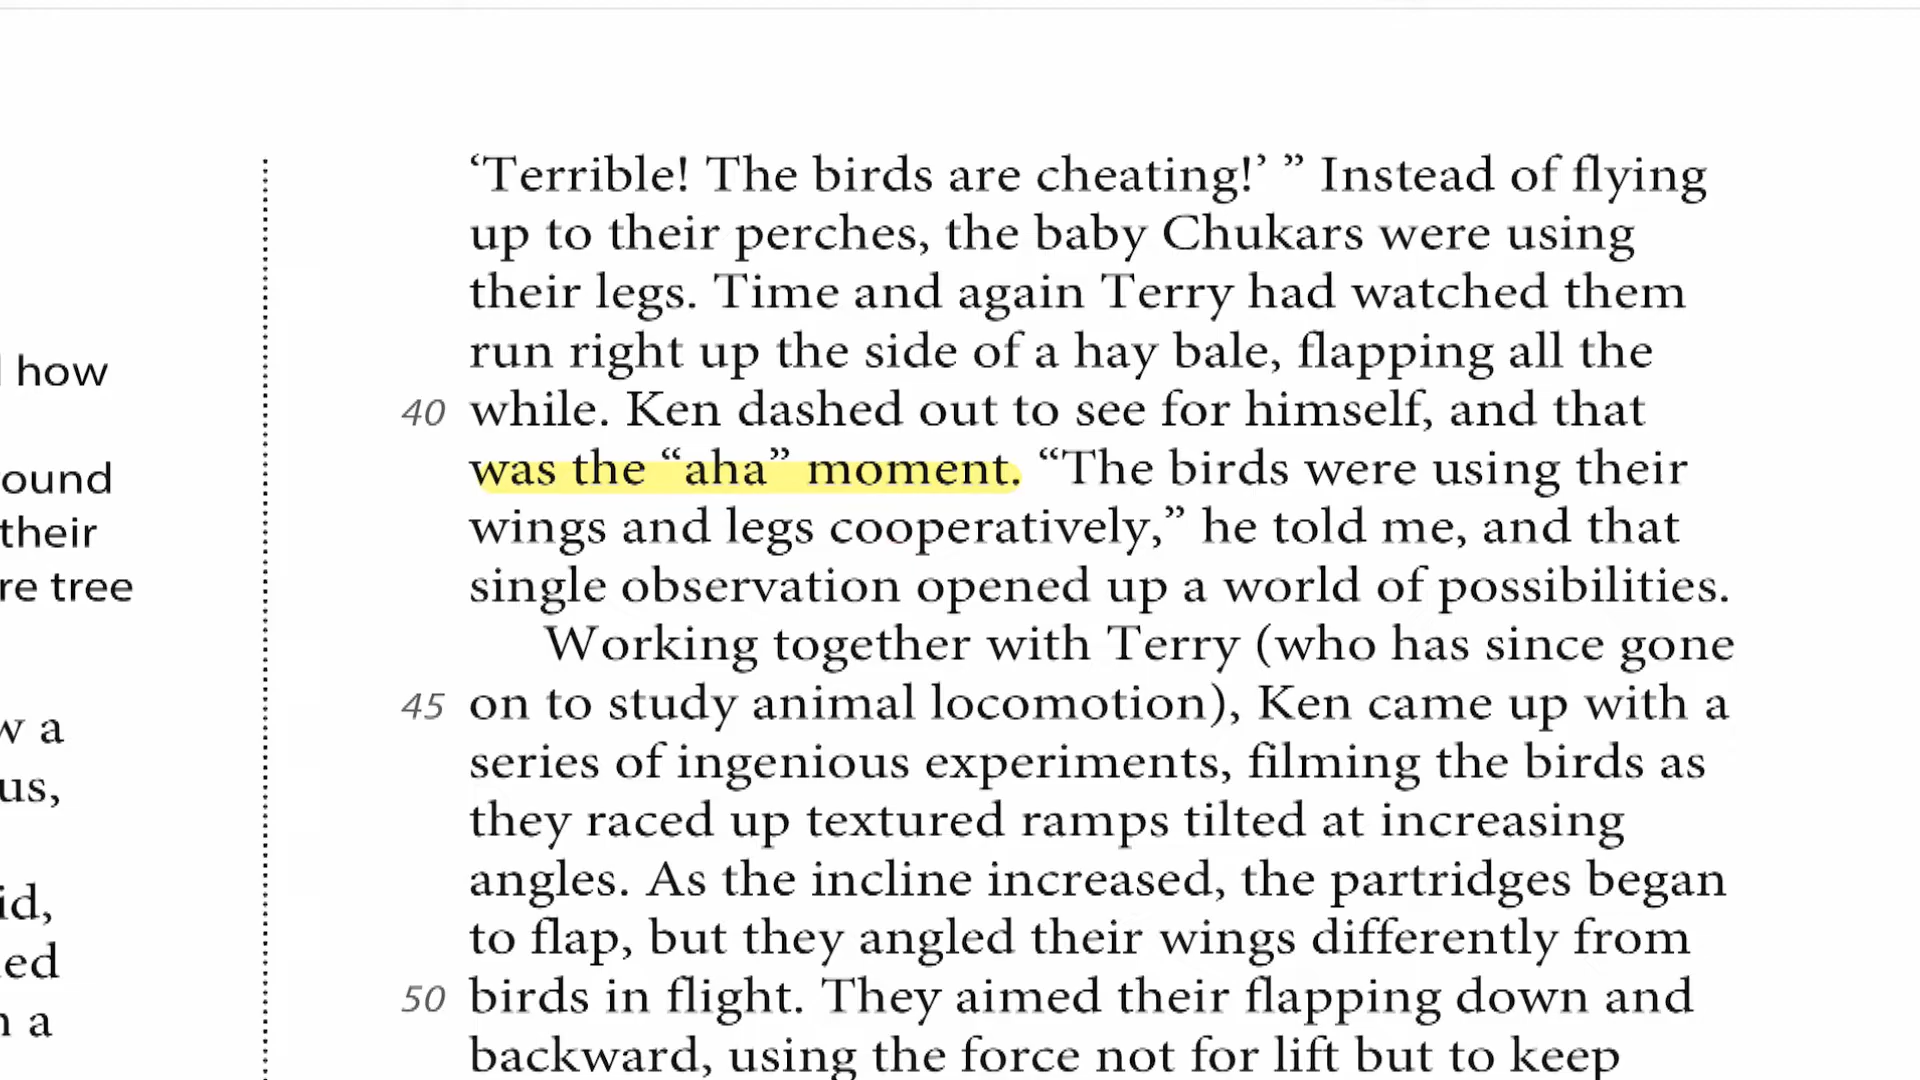 how
ound
their
re tree
w a
us,
id,
ed
a
‘Terrible! The birds are cheating!’ ” Instead of flying
up to their perches, the baby Chukars were using
their legs. Time and again Terry had watched them
run right up the side of a hay bale, flapping all the
40 while. Ken dashed out to see for himself, and that
was the “aha” moment. “The birds were using their
wings and legs cooperatively,” he told me, and that
single observation opened up a world of possibilities.
Working together with Terry (who has since gone
45 on to study animal locomotion), Ken came up with a
series of ingenious experiments, filming the birds as
they raced up textured ramps tilted at increasing
angles. As the incline increased, the partridges began
to flap, but they angled their wings differently from
50 birds in flight. They aimed their flapping down and
backward, using the force not for lift but to keep